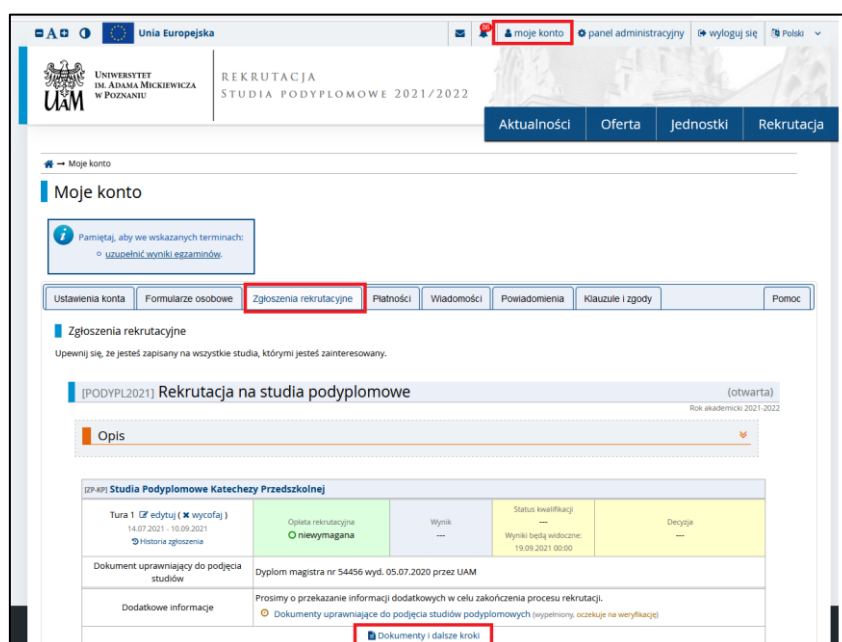 A Unia Europejska moje konto panel administracyjny wyloguj się Polski
UNIWERSYTET
IM. ADAMA MICKIEWICZA
W POZNANIU
UAM
REKRUTACJA
STUDIA PODYPLOMOWE 2021/2022
Aktualności Oferta Jednostki Rekrutacja
→ Moje konto
Moje konto
i Pamiętaj, aby we wskazanych terminach:
uzupełnić wyniki egzaminów.
Ustawienia konta Formularze osobowe Zgłoszenia rekrutacyjne Płatności Wiadomości Powiadomienia Klauzule i zgody Pomoc
Zgłoszenia rekrutacyjne
Upewnij się, że jesteś zapisany na wszystkie studia, którymi jesteś zainteresowany.
[PODYPL2021] Rekrutacja na studia podyplomowe (otwarta)
Rok akademicki 2021-2022
Opis
[ZP-KP] Studia Podyplomowe Katechezy Przedszkolnej
Tura 1 edytuj ( wycofaj )
14.07.2021 - 10.09.2021
Historia zgłoszenia
Opłata rekrutacyjna
niewymagana
Wynik
---
Status kwalifikacji
---
Wyniki będą widoczne:
19.09.2021 00:00
Decyzja
---
Dokument uprawniający do podjęcia
studiów
Dyplom magistra nr 54456 wyd. 05.07.2020 przez UAM
Dodatkowe informacje
Prosimy o przekazanie informacji dodatkowych w celu zakończenia procesu rekrutacji.
Dokumenty uprawniające do podjęcia studiów podyplomowych (wypełniony, oczekuje na weryfikację)
Dokumenty i dalsze kroki